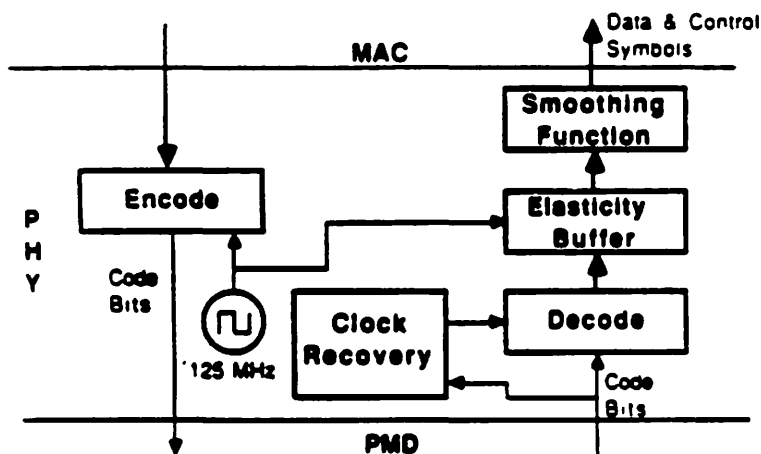 Data & Control
Symbols
MAC
Smoothing
Function
Encode
Elasticity
Buffer
P
H
Y
Code
Bits
125 MHz
Clock
Recovery
Decode
Code
Bits
PMD